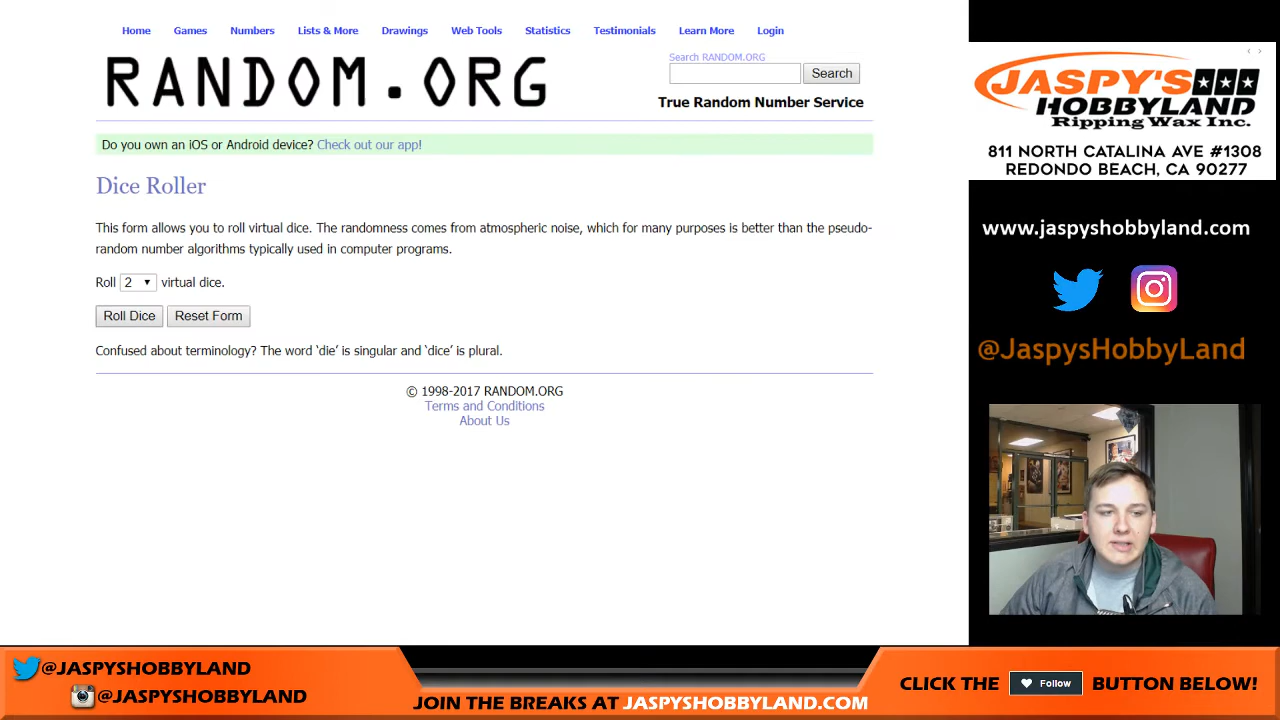 Home Games Numbers Lists & More Drawings Web Tools Statistics Testimonials Learn More Login
RANDOM.ORG
Search RANDOM.ORG
Search
True Random Number Service
Do you own an iOS or Android device? Check out our app!
Dice Roller
This form allows you to roll virtual dice. The randomness comes from atmospheric noise, which for many purposes is better than the pseudo-
random number algorithms typically used in computer programs.
Roll 2 virtual dice.
Roll Dice Reset Form
Confused about terminology? The word ‘die’ is singular and ‘dice’ is plural.
© 1998-2017 RANDOM.ORG
Terms and Conditions
About Us
JASPY'S
HOBBYLAND
Ripping Wax Inc.
811 NORTH CATALINA AVE #1308
REDONDO BEACH, CA 90277
www.jaspyshobbyland.com
@JaspysHobbyLand
@JASPYSHOBBYLAND
@JASPYSHOBBYLAND
JOIN THE BREAKS AT JASPYSHOBBYLAND.COM
CLICK THE Follow BUTTON BELOW!